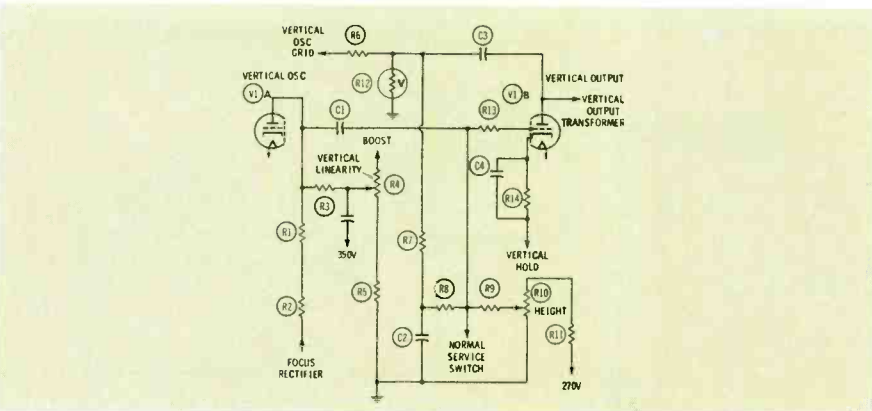 VERTICAL
OSC
GRID
R6
C3
VERTICAL OSC
V1 A
R12
V
VERTICAL OUTPUT
V1 B
VERTICAL
OUTPUT
TRANSFORMER
C1
R13
BOOST
VERTICAL
LINEARITY
R4
C4
R14
R3
350V
R1
R7
VERTICAL
HOLD
R2
R5
R8
R9
R10
HEIGHT
C2
R11
FOCUS
RECTIFIER
NORMAL
SERVICE
SWITCH
270V